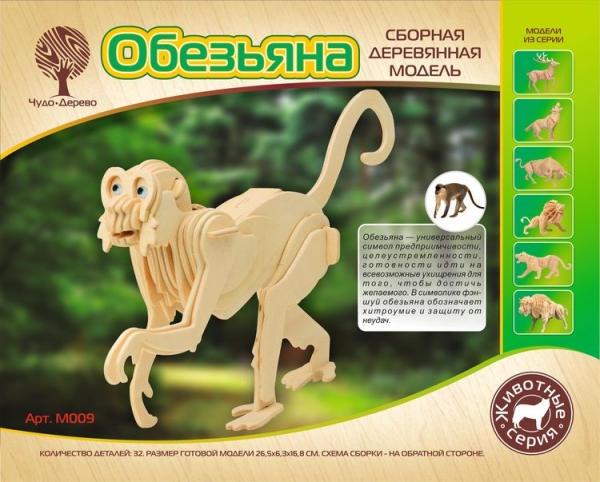 Чудо-Дерево
Обезьяна
СБОРНАЯ
ДЕРЕВЯННАЯ
МОДЕЛЬ
МОДЕЛИ
ИЗ СЕРИИ
Обезьяна — универсальный
символ предприимчивости,
целеустремленности,
готовности идти на
всевозможные ухищрения для
того, чтобы достичь
желаемого. В символике фэн-
шуй обезьяна обозначает
хитроумие и защиту от
неудач.
Арт. М009
Животные
серия
КОЛИЧЕСТВО ДЕТАЛЕЙ: 32. РАЗМЕР ГОТОВОЙ МОДЕЛИ 26,5х6,3х16,8 СМ. СХЕМА СБОРКИ - НА ОБРАТНОЙ СТОРОНЕ.